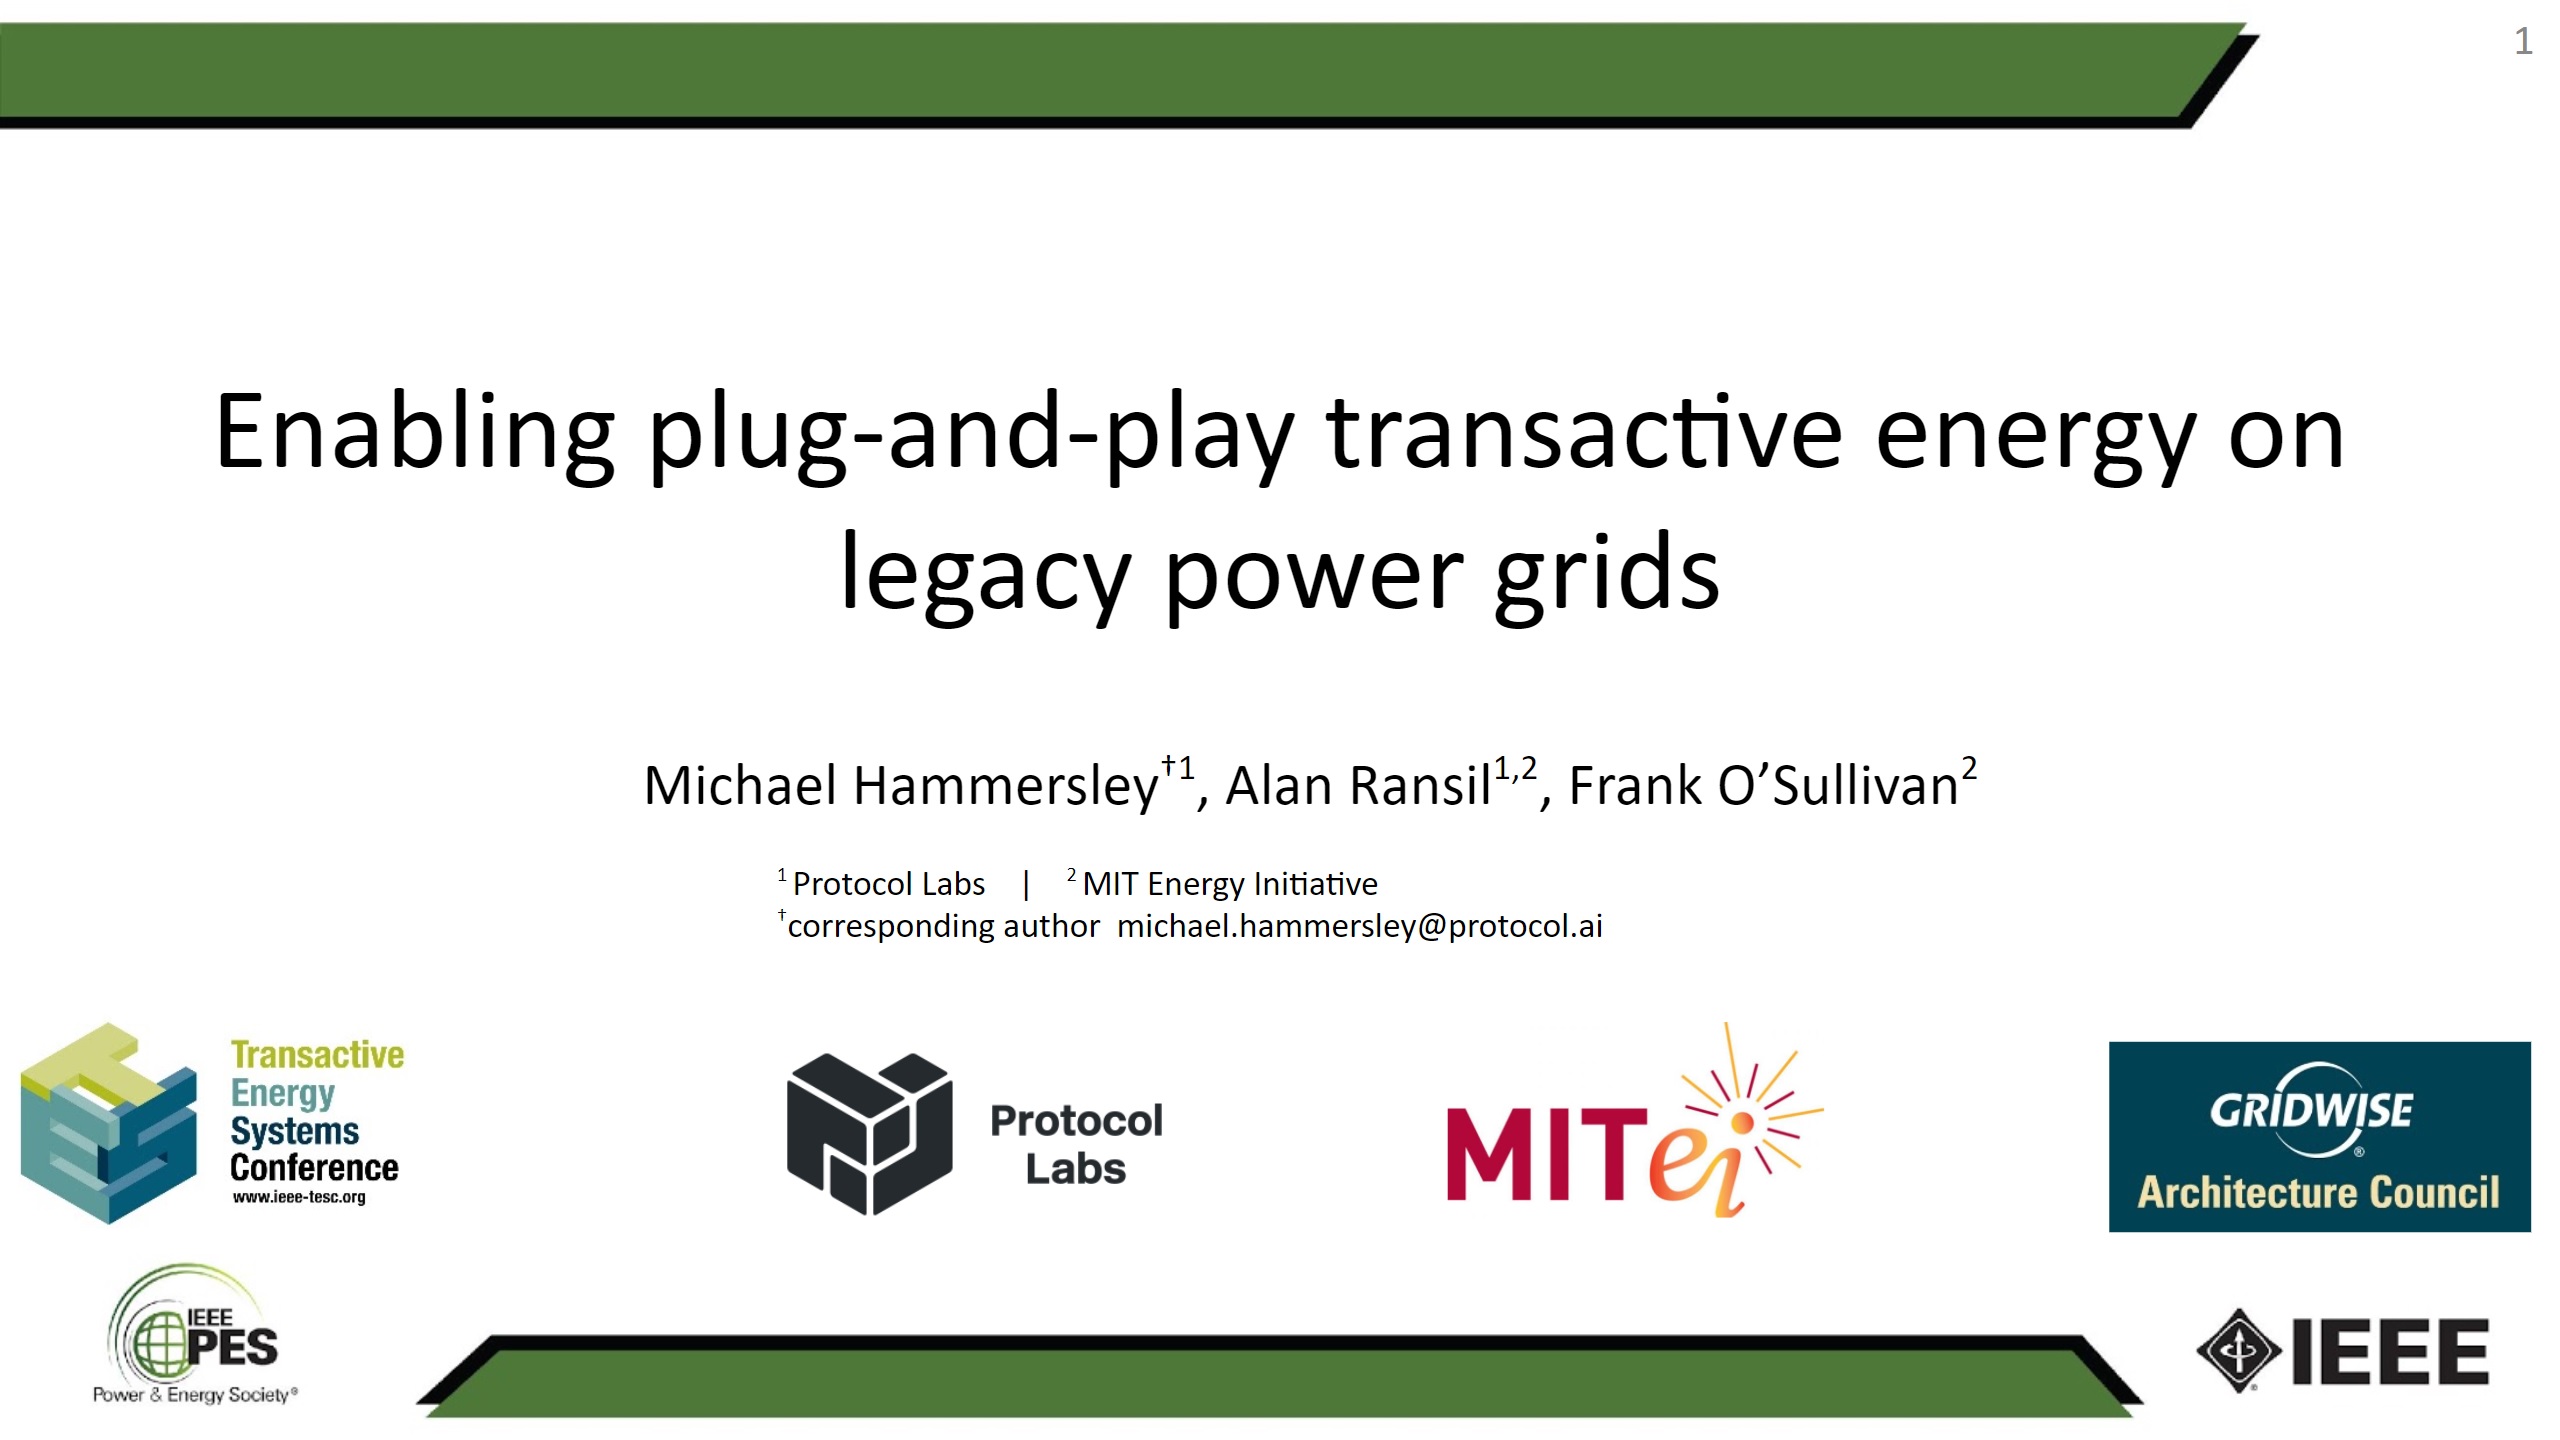 1
Enabling plug-and-play transactive energy on
legacy power grids
Michael Hammersley†1, Alan Ransil1,2, Frank O’Sullivan2
1 Protocol Labs | 2 MIT Energy Initiative
†corresponding author michael.hammersley@protocol.ai
Transactive
Energy
Systems
Conference
www.ieee-tesc.org
Protocol
Labs
MITei
GRIDWISE
®
Architecture Council
IEEE
PES
Power & Energy Society®
IEEE